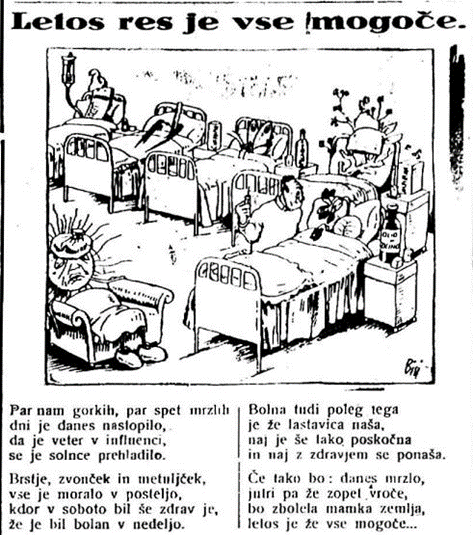 Letos res je vse mogoče.
OLIO
DI
RICINO
Par nam gorkih, par spet mrzlih
dni je danes nastopilo,
da je veter v influenci,
se je solnce prehladilo.
Brstje, zvonček in metuljček,
vse je moralo v posteljo,
kdor v soboto bil še zdrav je,
že je bil bolan v nedeljo.
Bolna tudi poleg tega
je že lastavica naša,
naj je še tako poskočna
in naj z zdravjem se ponaša.
Če tako bo: danes mrzlo,
jutri pa že zopet vroče,
bo zbolela mamka zemlja,
letos je že vse mogoče...